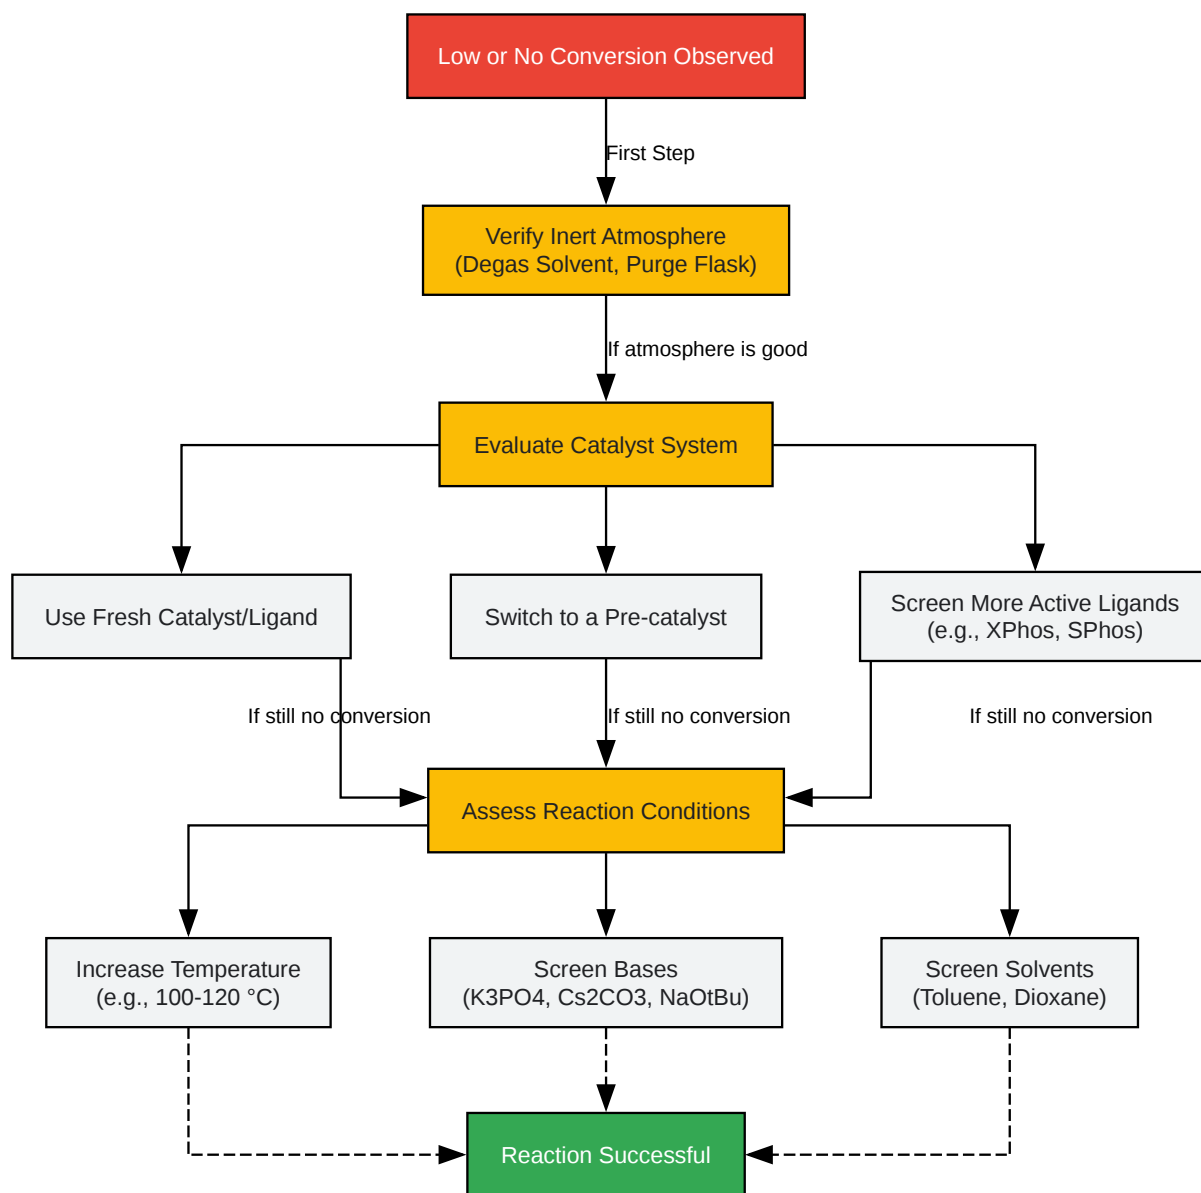 Low or No Conversion Observed
First Step
Verify Inert Atmosphere
(Degas Solvent, Purge Flask)
If atmosphere is good
Evaluate Catalyst System
Use Fresh Catalyst/Ligand
Switch to a Pre-catalyst
Screen More Active Ligands
(e.g., XPhos, SPhos)
If still no conversion
If still no conversion
If still no conversion
Assess Reaction Conditions
Increase Temperature
(e.g., 100-120 °C)
Screen Bases
(K3PO4, Cs2CO3, NaOtBu)
Screen Solvents
(Toluene, Dioxane)
Reaction Successful